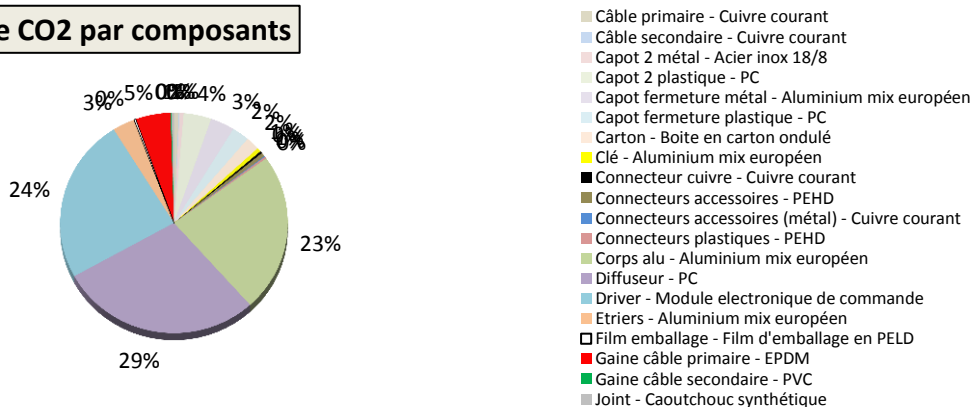 e CO2 par composants
3%
0%
5%
4%
3%
2%
2%
24%
23%
29%
Câble primaire - Cuivre courant
Câble secondaire - Cuivre courant
Capot 2 métal - Acier inox 18/8
Capot 2 plastique - PC
Capot fermeture métal - Aluminium mix européen
Capot fermeture plastique - PC
Carton - Boite en carton ondulé
Clé - Aluminium mix européen
Connecteur cuivre - Cuivre courant
Connecteurs accessoires - PEHD
Connecteurs accessoires (métal) - Cuivre courant
Connecteurs plastiques - PEHD
Corps alu - Aluminium mix européen
Diffuseur - PC
Driver - Module electronique de commande
Etriers - Aluminium mix européen
Film emballage - Film d'emballage en PELD
Gaine câble primaire - EPDM
Gaine câble secondaire - PVC
Joint - Caoutchouc synthétique